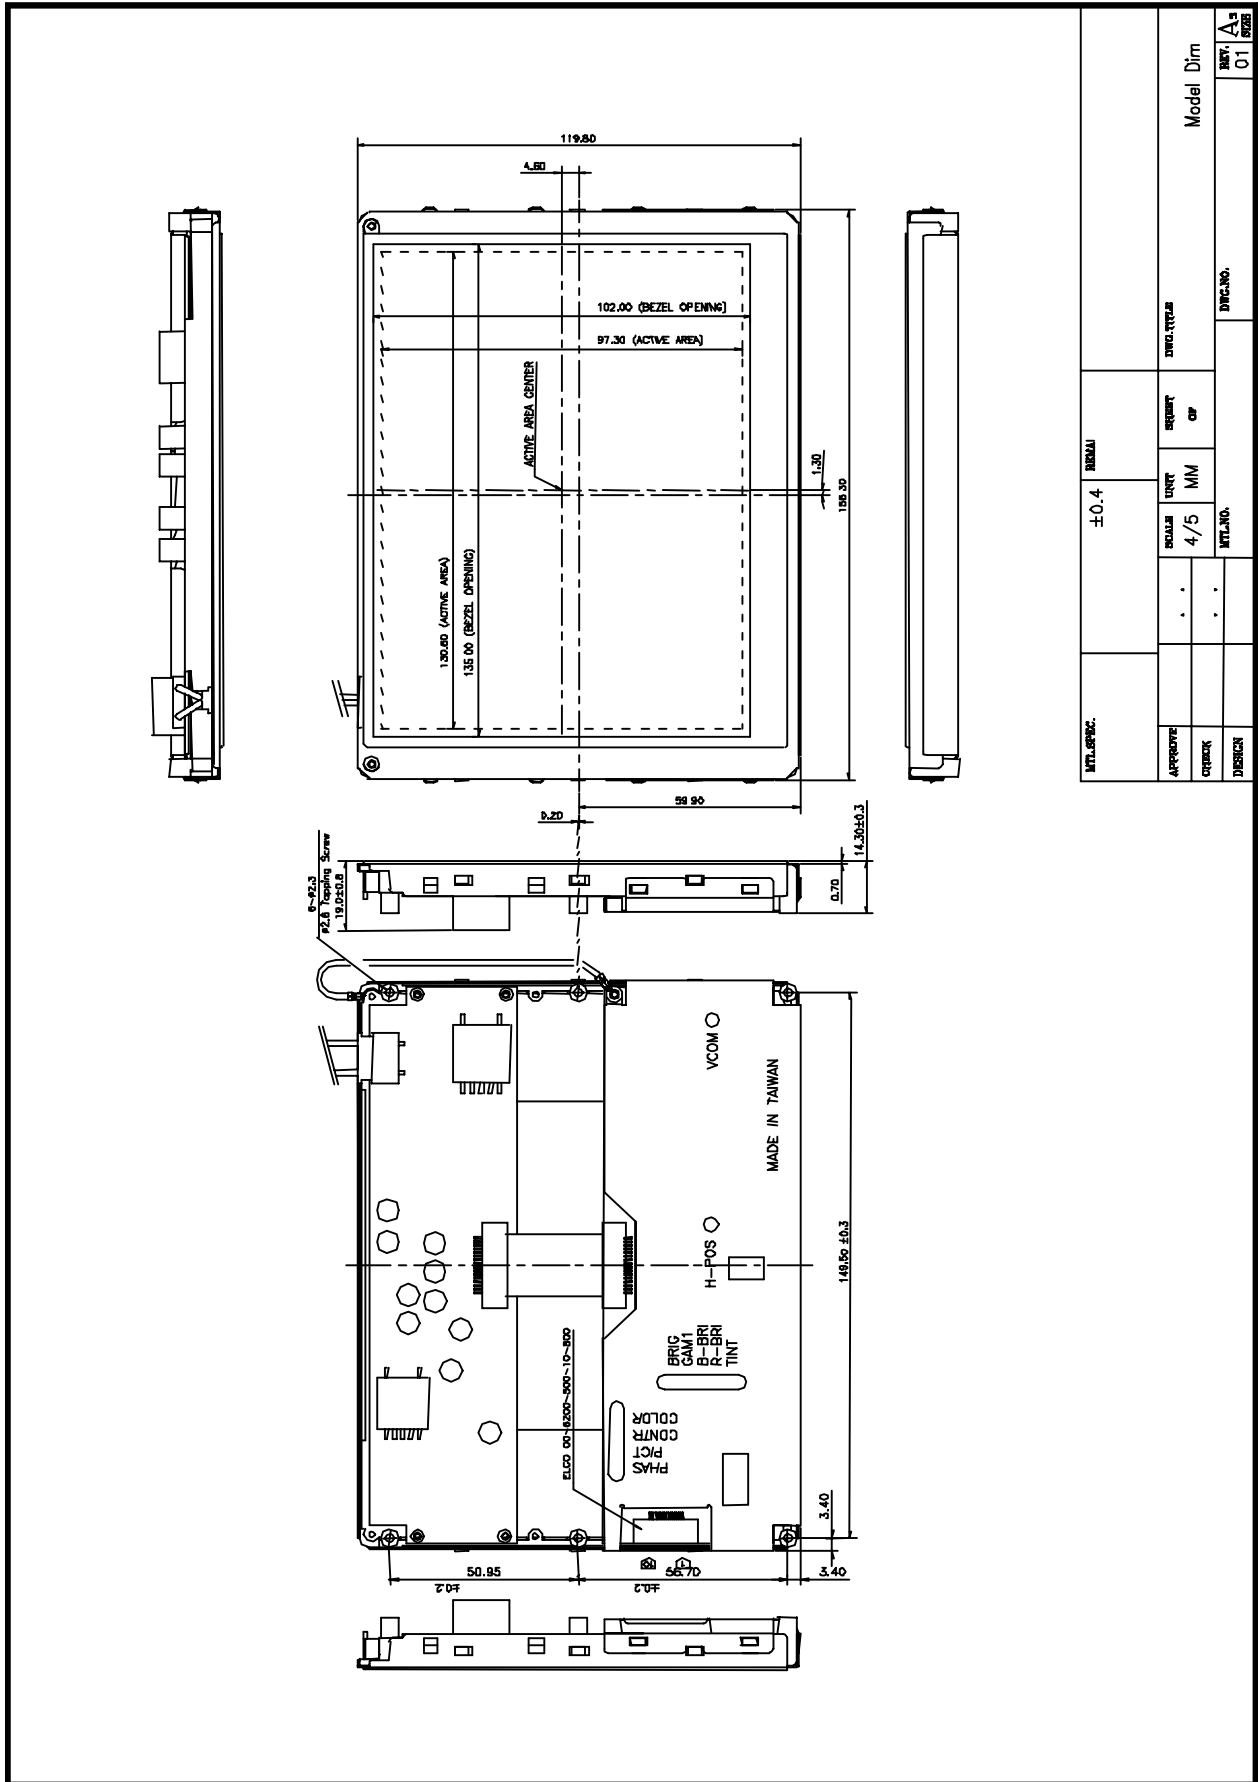 119.80
4.60
102.00 (BEZEL OPENING)
97.30 (ACTIVE AREA)
ACTIVE AREA CENTER
130.60 (ACTIVE AREA)
135.00 (BEZEL OPENING)
1.30
156.30
59.90
0.20
6-φ2.3
φ2.6 Tapping Screw
19.0±0.8
0.70
14.30±0.3
VCOM
MADE IN TAIWAN
H-POS
149.50 ±0.3
ELCO 00-6200-500-10-800
BRIG
GAM1
B-BRI
R-BRI
TINT
COLOR
CONTR
P/CT
PHAS
3.40
3.40
50.95
±0.2
56.70
±0.2
MTL.SPEC.
±0.4
APPROVE
CHECK
DESIGN
SCALE
4/5
UNIT
MM
SHEET
OF
DWG.TITLE
Model Dim
MTL.NO.
DWG.NO.
REV.
01
SIZE